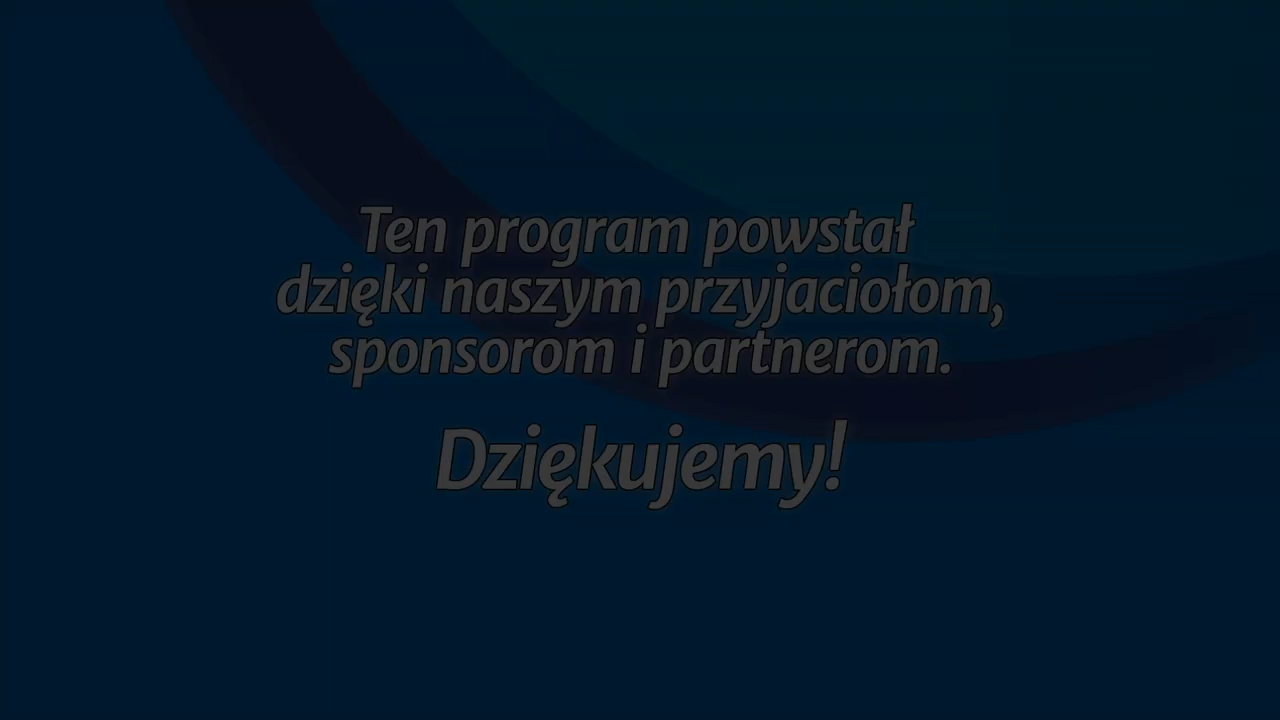 Ten program powstał
dzięki naszym przyjaciołom,
sponsorom i partnerom.
Dziękujemy!